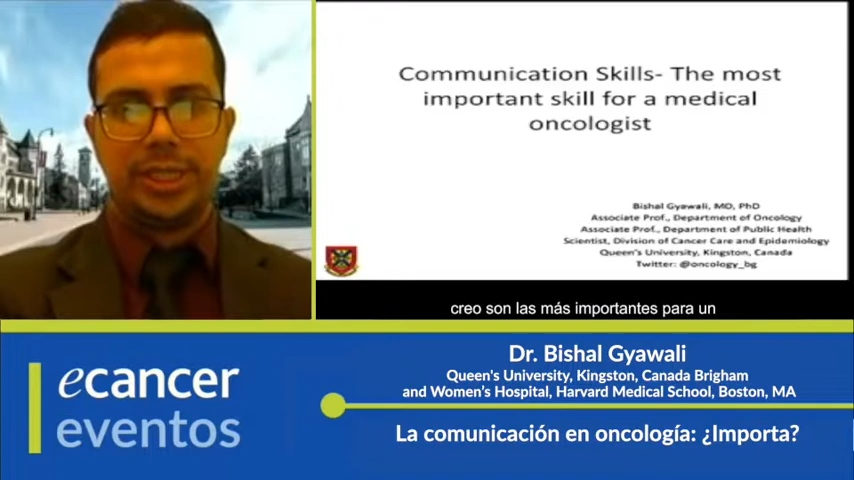 Communication Skills- The most
important skill for a medical
oncologist
Bishal Gyawali, MD, PhD
Associate Prof., Department of Oncology
Associate Prof., Department of Public Health
Scientist, Division of Cancer Care and Epidemiology
Queen's University, Kingston, Canada
Twitter: @oncology_bg
creo son las más importantes para un
ecancer
eventos
Dr. Bishal Gyawali
Queen's University, Kingston, Canada Brigham
and Women's Hospital, Harvard Medical School, Boston, MA
La comunicación en oncología: ¿Importa?